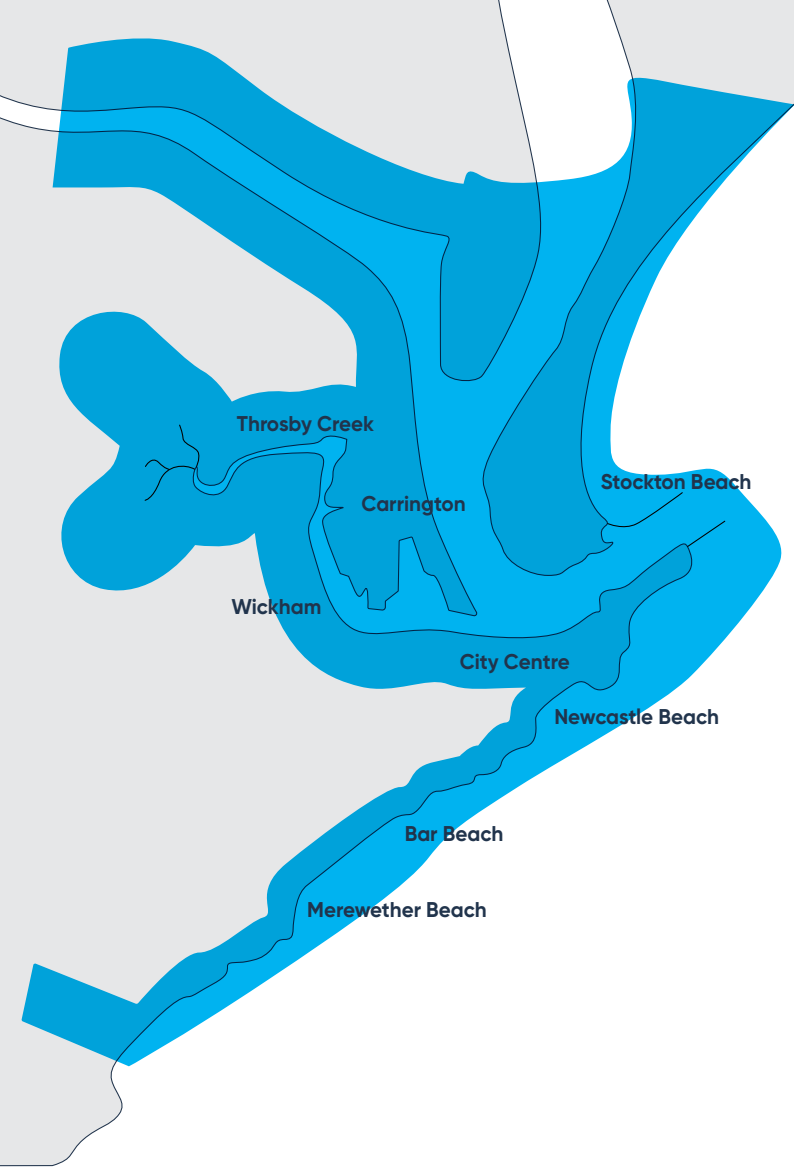 Throsby Creek
Stockton Beach
Carrington
Wickham
City Centre
Newcastle Beach
Bar Beach
Merewether Beach